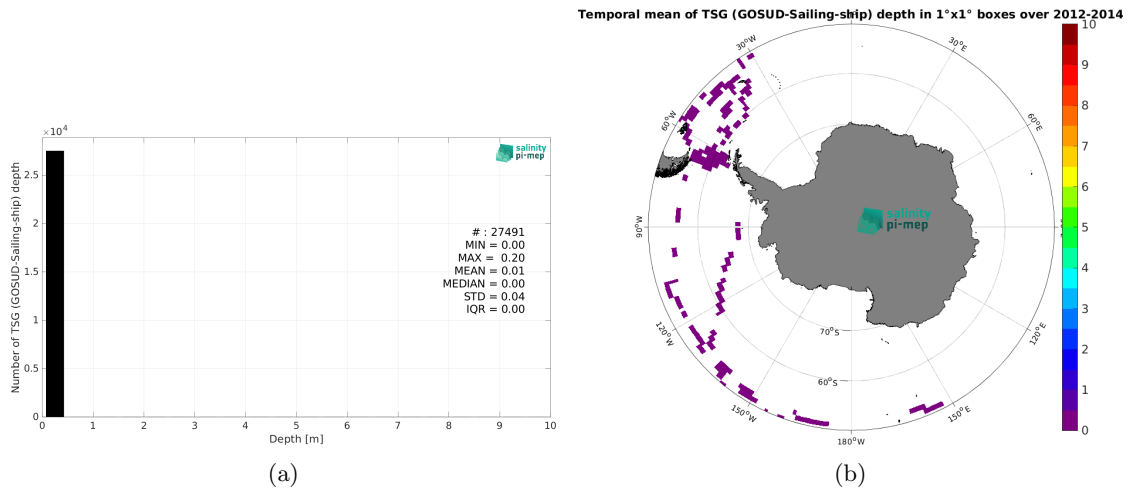 Temporal mean of TSG (GOSUD-Sailing-ship) depth in 1°x1° boxes over 2012-2014
×10⁴
2.5
2
1.5
1
0.5
0
Number of TSG (GOSUD-Sailing-ship) depth
salinity
pi-mep
# : 27491
MIN = 0.00
MAX = 0.20
MEAN = 0.01
MEDIAN = 0.00
STD = 0.04
IQR = 0.00
0 1 2 3 4 5 6 7 8 9 10
Depth [m]
(a)
30°W
30°E
60°W
60°E
90°W
salinity
pi-mep
120°W
120°E
70°S
60°S
150°W
150°E
180°W
10
9
8
7
6
5
4
3
2
1
0
(b)